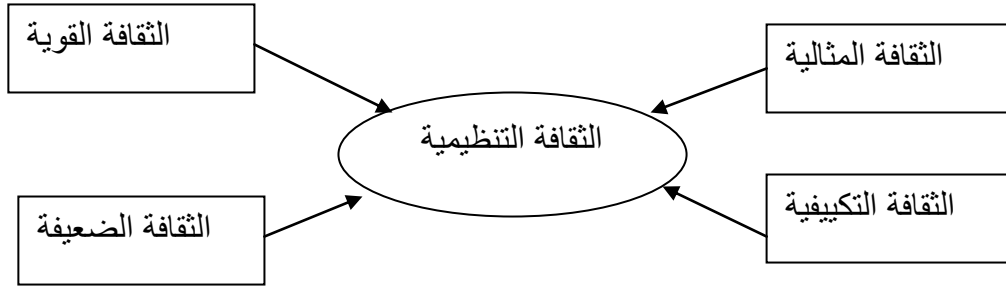 الثقافة المثالية
الثقافة القوية
الثقافة التنظيمية
الثقافة التكييفية
الثقافة الضعيفة